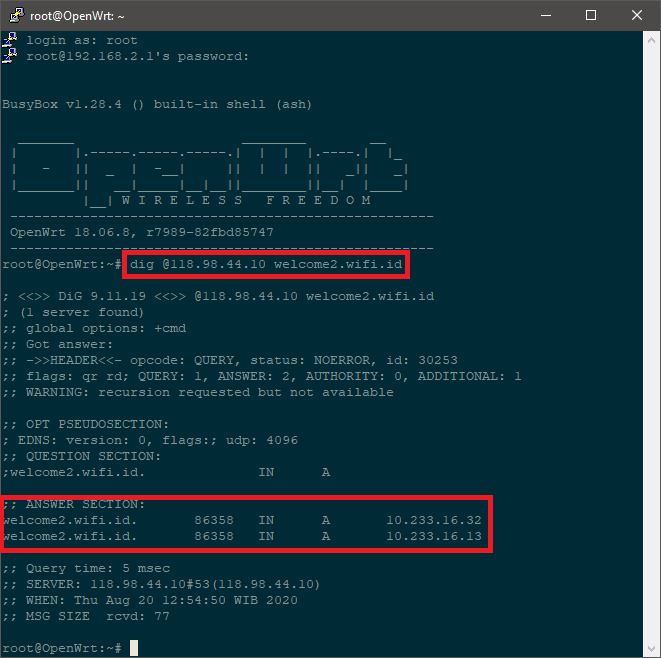 root@OpenWrt: ~
login as: root
root@192.168.2.1's password:
BusyBox v1.28.4 () built-in shell (ash)
OpenWrt
W I R E L E S S   F R E E D O M
-----------------------------------------------------
OpenWrt 18.06.8, r7989-82fbd85747
-----------------------------------------------------
root@OpenWrt:~# dig @118.98.44.10 welcome2.wifi.id
; <<>> DiG 9.11.19 <<>> @118.98.44.10 welcome2.wifi.id
; (1 server found)
;; global options: +cmd
;; Got answer:
;; ->>HEADER<<- opcode: QUERY, status: NOERROR, id: 30253
;; flags: qr rd; QUERY: 1, ANSWER: 2, AUTHORITY: 0, ADDITIONAL: 1
;; WARNING: recursion requested but not available
;; OPT PSEUDOSECTION:
; EDNS: version: 0, flags:; udp: 4096
;; QUESTION SECTION:
;welcome2.wifi.id.              IN      A
;; ANSWER SECTION:
welcome2.wifi.id.       86358   IN      A       10.233.16.32
welcome2.wifi.id.       86358   IN      A       10.233.16.13
;; Query time: 5 msec
;; SERVER: 118.98.44.10#53(118.98.44.10)
;; WHEN: Thu Aug 20 12:54:50 WIB 2020
;; MSG SIZE  rcvd: 77
root@OpenWrt:~#